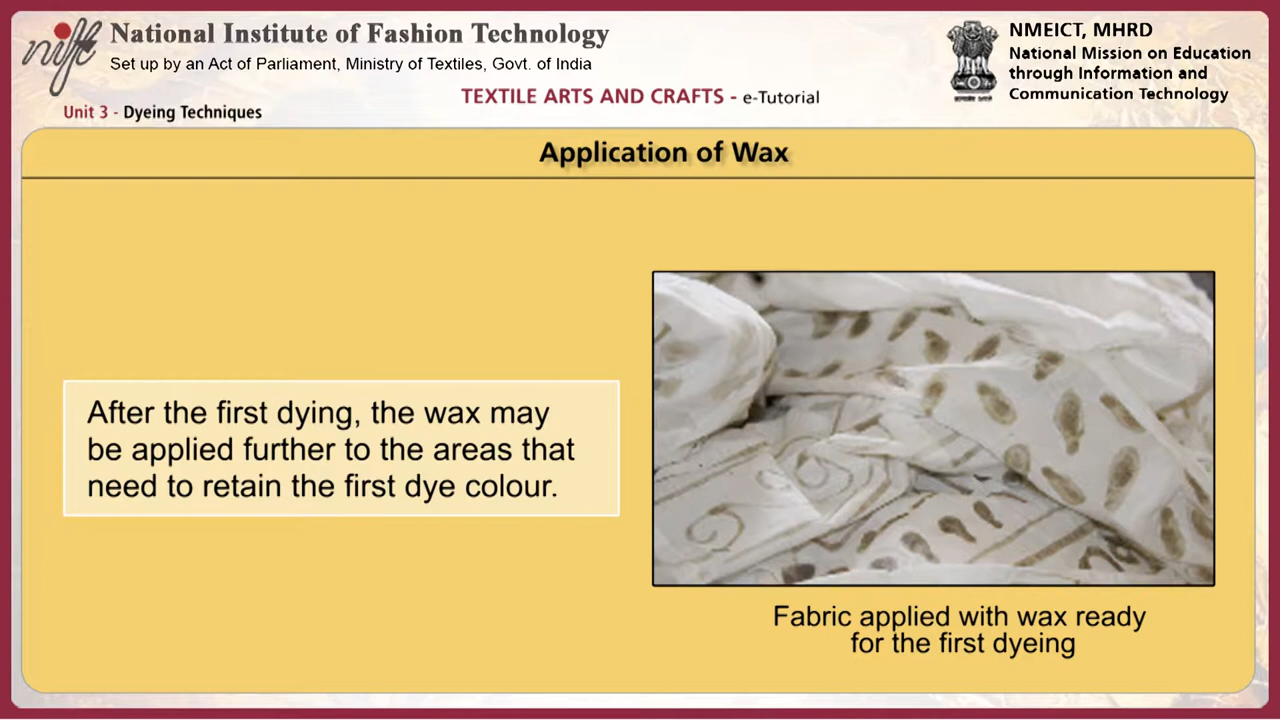 nift
National Institute of Fashion Technology
Set up by an Act of Parliament, Ministry of Textiles, Govt. of India
NMEICT, MHRD
National Mission on Education
through Information and
Communication Technology
TEXTILE ARTS AND CRAFTS - e-Tutorial
Unit 3 - Dyeing Techniques
Application of Wax
After the first dying, the wax may
be applied further to the areas that
need to retain the first dye colour.
Fabric applied with wax ready
for the first dyeing